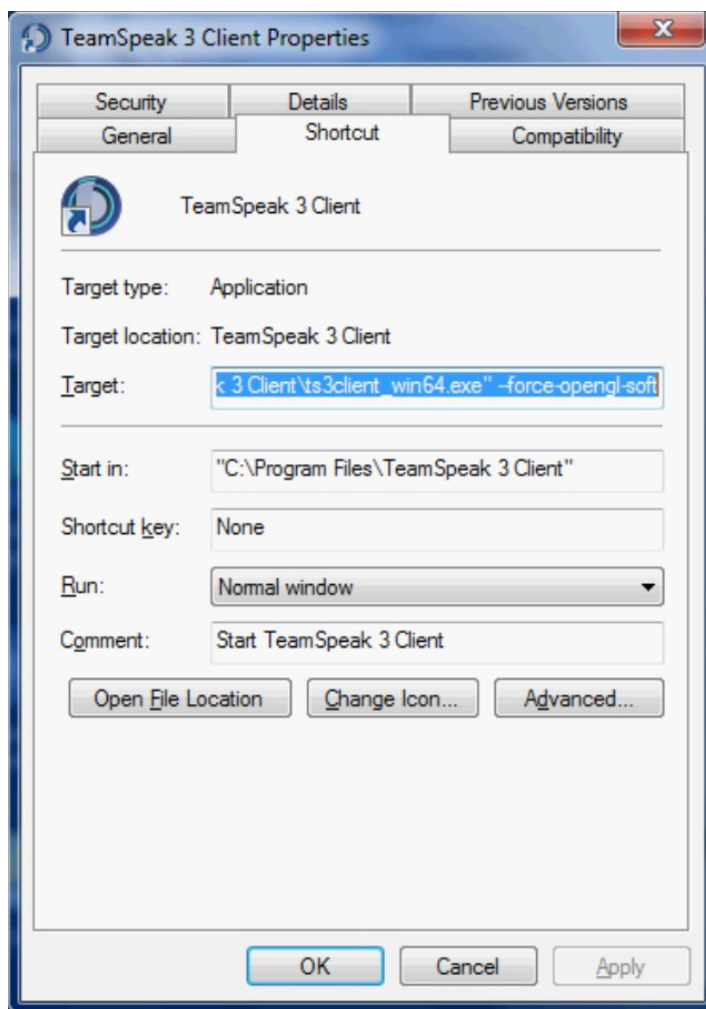 TeamSpeak 3 Client Properties
Security Details Previous Versions
General Shortcut Compatibility
TeamSpeak 3 Client
Target type: Application
Target location: TeamSpeak 3 Client
Target: k 3 Client\ts3client_win64.exe" -force-opengl-soft
Start in: "C:\Program Files\TeamSpeak 3 Client"
Shortcut key: None
Run: Normal window
Comment: Start TeamSpeak 3 Client
Open File Location Change Icon... Advanced...
OK Cancel Apply